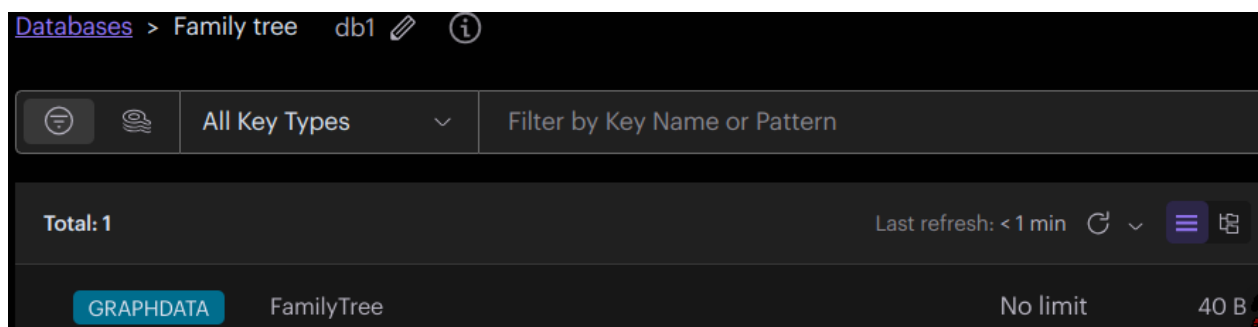 Databases > Family tree db1
All Key Types Filter by Key Name or Pattern
Total: 1 Last refresh: < 1 min
GRAPHDATA FamilyTree No limit 40 B